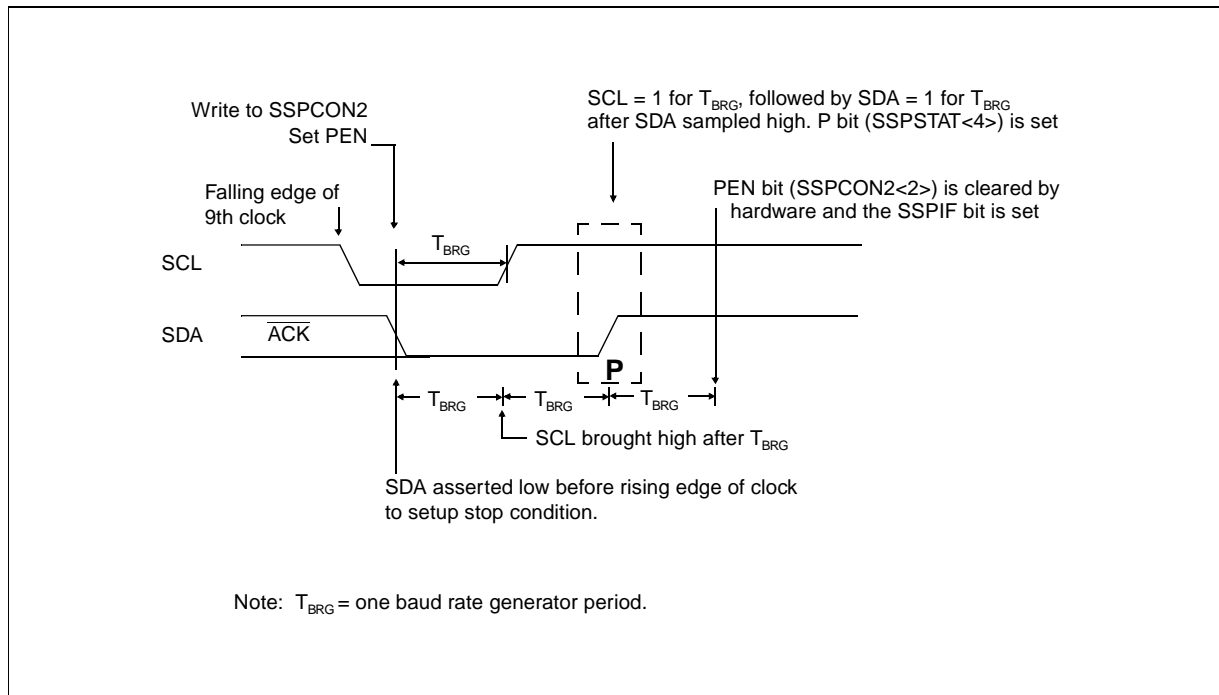 Write to SSPCON2
Set PEN
SCL = 1 for TBRG, followed by SDA = 1 for TBRG
after SDA sampled high. P bit (SSPSTAT<4>) is set
Falling edge of
9th clock
PEN bit (SSPCON2<2>) is cleared by
hardware and the SSPIF bit is set
TBRG
SCL
SDA
ACK
P
TBRG
TBRG
TBRG
SCL brought high after TBRG
SDA asserted low before rising edge of clock
to setup stop condition.
Note: TBRG = one baud rate generator period.